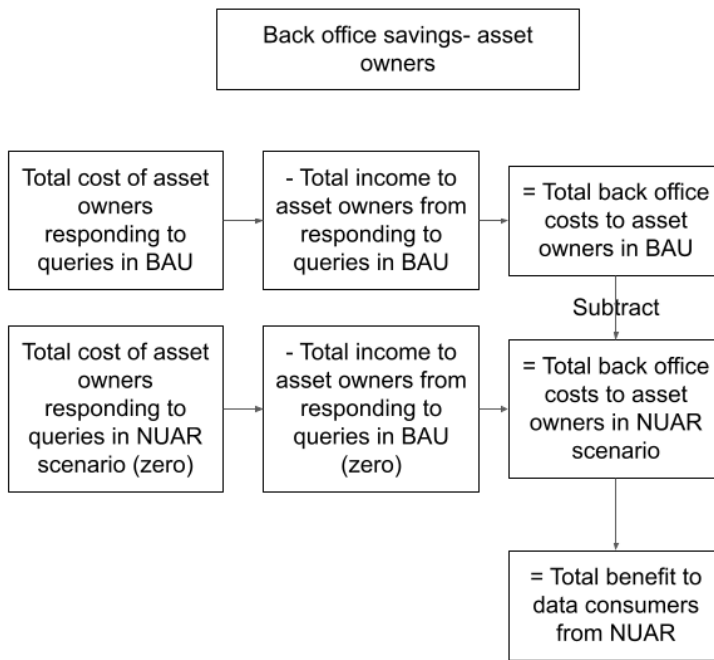 Back office savings- asset
owners
Total cost of asset
owners
responding to
queries in BAU
- Total income to
asset owners from
responding to
queries in BAU
= Total back office
costs to asset
owners in BAU
Subtract
Total cost of asset
owners
responding to
queries in NUAR
scenario (zero)
- Total income to
asset owners from
responding to
queries in BAU
(zero)
= Total back office
costs to asset
owners in NUAR
scenario
= Total benefit to
data consumers
from NUAR